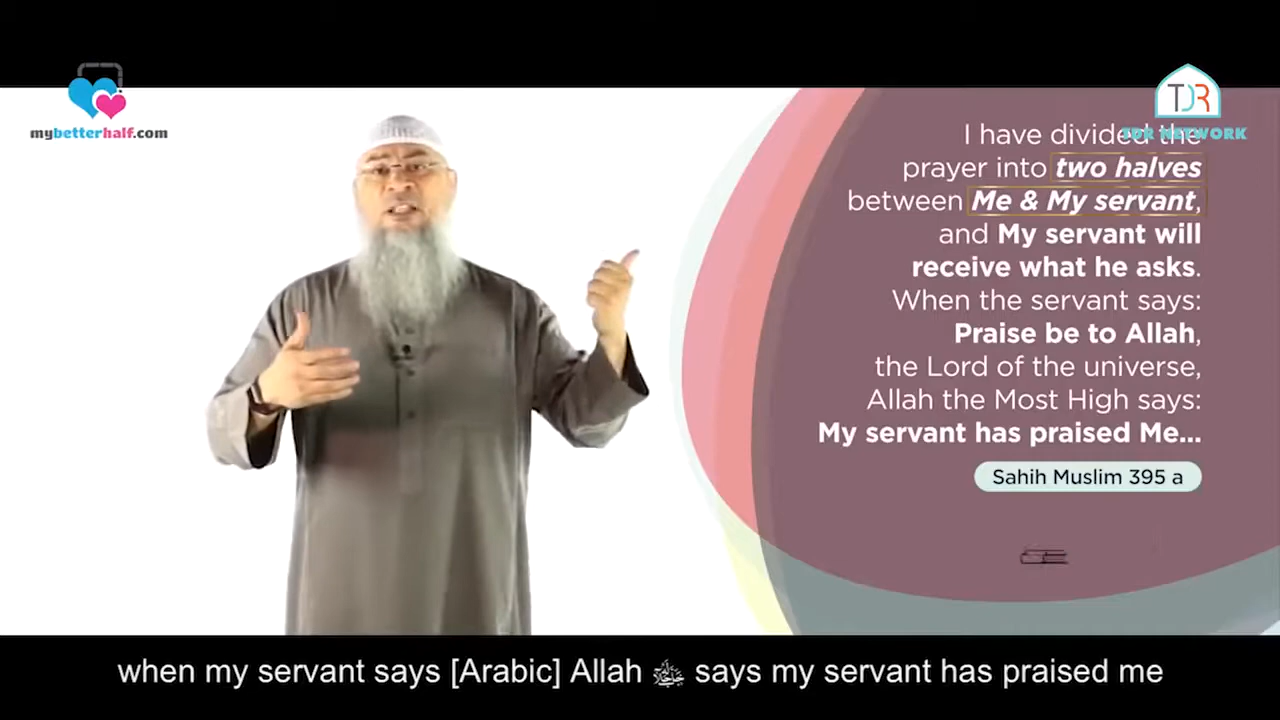 mybetterhalf.com
TDR
TDR NETWORK
I have divided the
prayer into two halves
between Me & My servant,
and My servant will
receive what he asks.
When the servant says:
Praise be to Allah,
the Lord of the universe,
Allah the Most High says:
My servant has praised Me...
Sahih Muslim 395 a
when my servant says [Arabic] Allah ﷻ says my servant has praised me